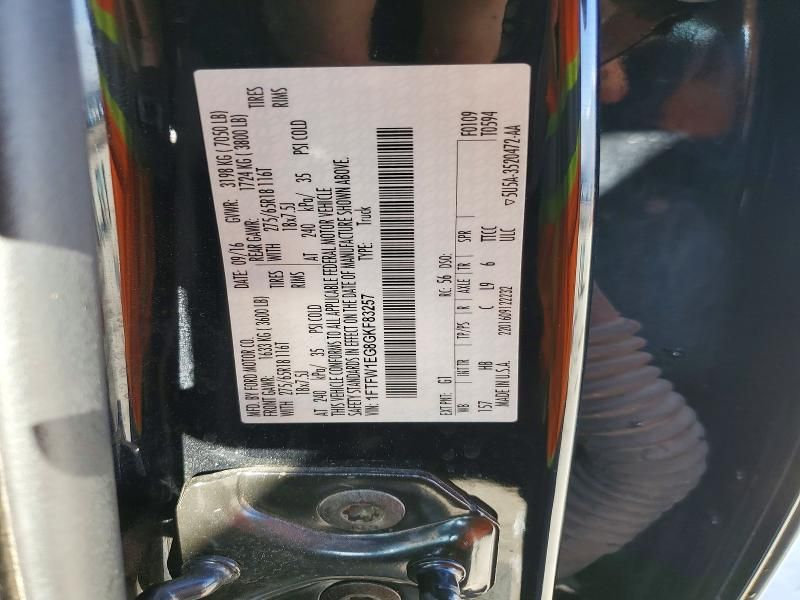 MFD. BY FORD MOTOR CO.
DATE: 09/16 GVWR: 3198 KG ( 7050 LB)
FRONT GAWR: 1633 KG ( 3600 LB)
REAR GAWR: 1724 KG ( 3800 LB)
WITH 275/65R18 116T TIRES
WITH 275/65R18 116T TIRES
18x7.5J RIMS
18x7.5J RIMS
AT 240 kPa/ 35 PSI COLD
AT 240 kPa/ 35 PSI COLD
THIS VEHICLE CONFORMS TO ALL APPLICABLE FEDERAL MOTOR VEHICLE
SAFETY STANDARDS IN EFFECT ON THE DATE OF MANUFACTURE SHOWN ABOVE.
VIN: 1FTFW1EG8GKF83257 TYPE: Truck
EXT PNT: G1 RC: 56 DSO: F0109
WB INT TR TP/PS R AXLE TR SPR T0594
157 HB C L9 6 TTCC
MADE IN U.S.A. 2201609122232 ULC ▽5U5A-3520472-AA